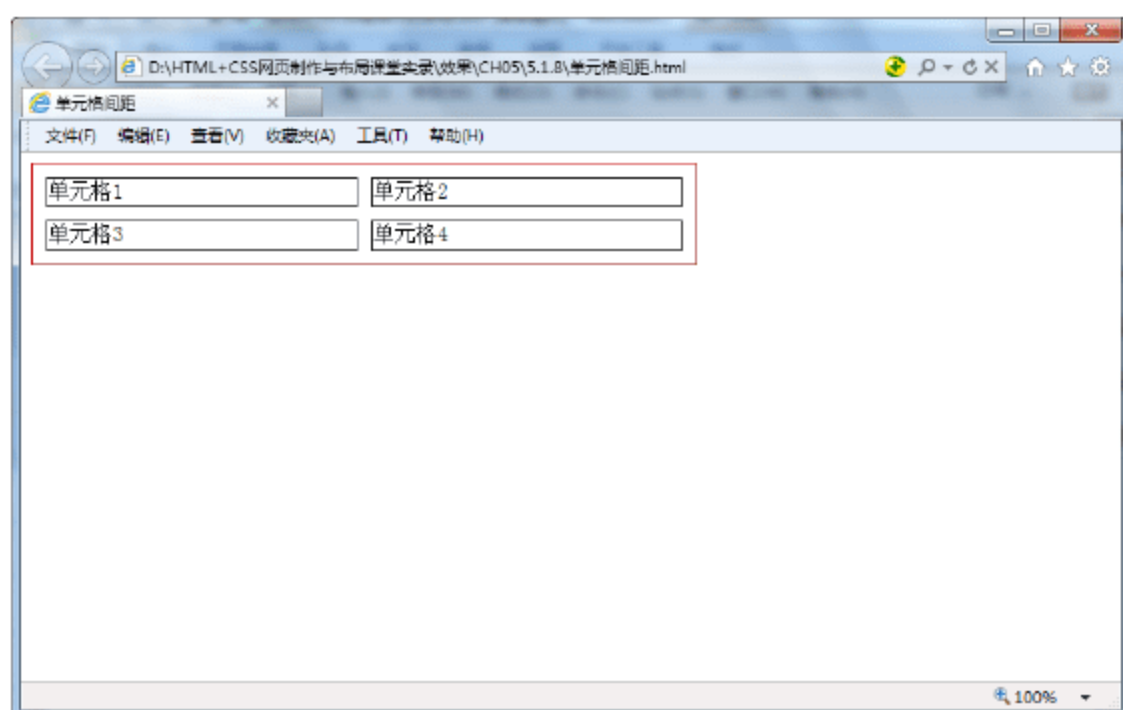 D:\HTML+CSS网页制作与布局课堂实录\效果\CH05\5.1.8\单元格间距.html
单元格间距
文件(F) 编辑(E) 查看(V) 收藏夹(A) 工具(T) 帮助(H)
单元格1 单元格2
单元格3 单元格4
100%